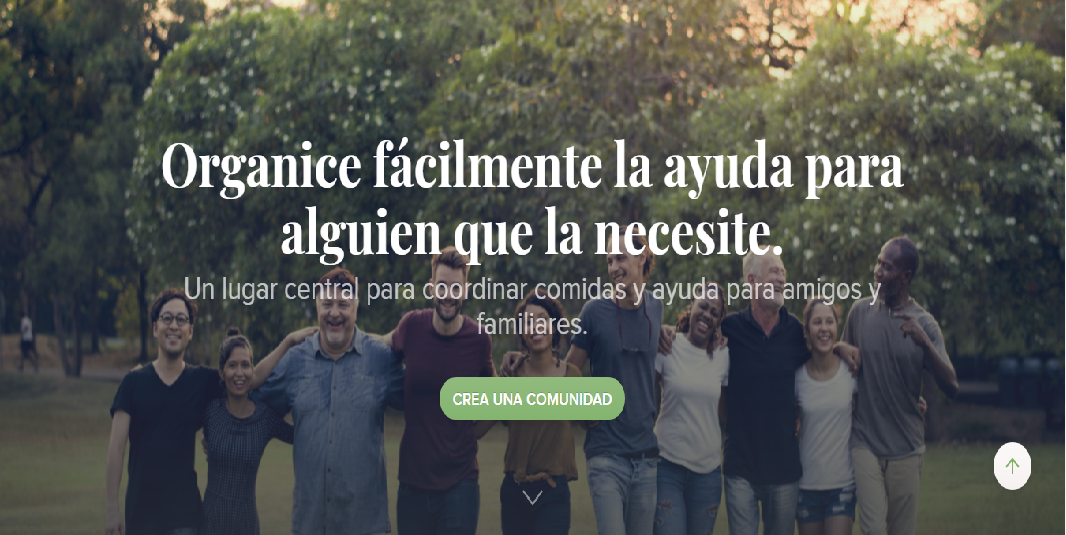 Organice fácilmente la ayuda para
alguien que la necesite.
Un lugar central para coordinar comidas y ayuda para amigos y
familiares.
CREA UNA COMUNIDAD